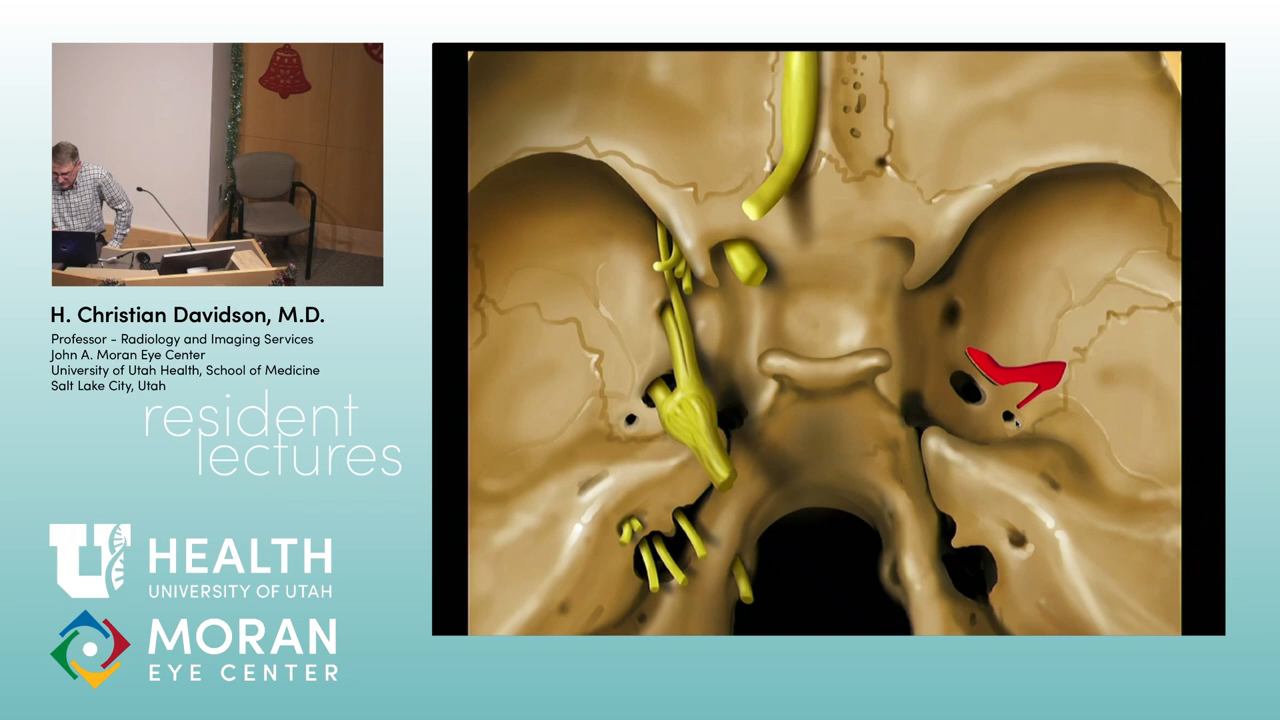 H. Christian Davidson, M.D.
Professor - Radiology and Imaging Services
John A. Moran Eye Center
University of Utah Health, School of Medicine
Salt Lake City, Utah
resident
lectures
U HEALTH
UNIVERSITY OF UTAH
MORAN
EYE CENTER